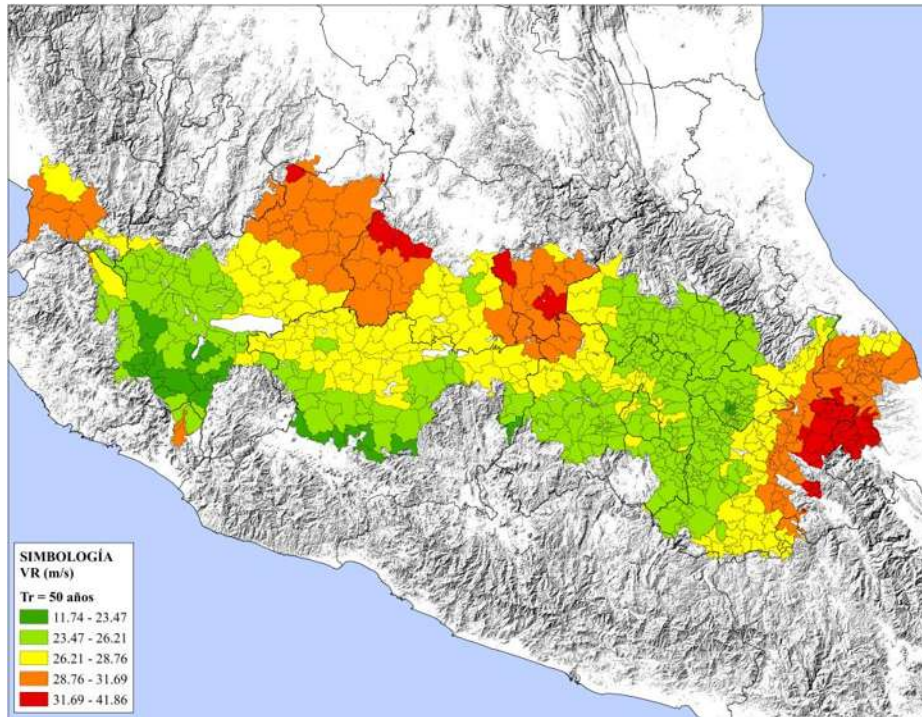 SIMBOLOGÍA
VR (m/s)
Tr = 50 años
11.74 - 23.47
23.47 - 26.21
26.21 - 28.76
28.76 - 31.69
31.69 - 41.86